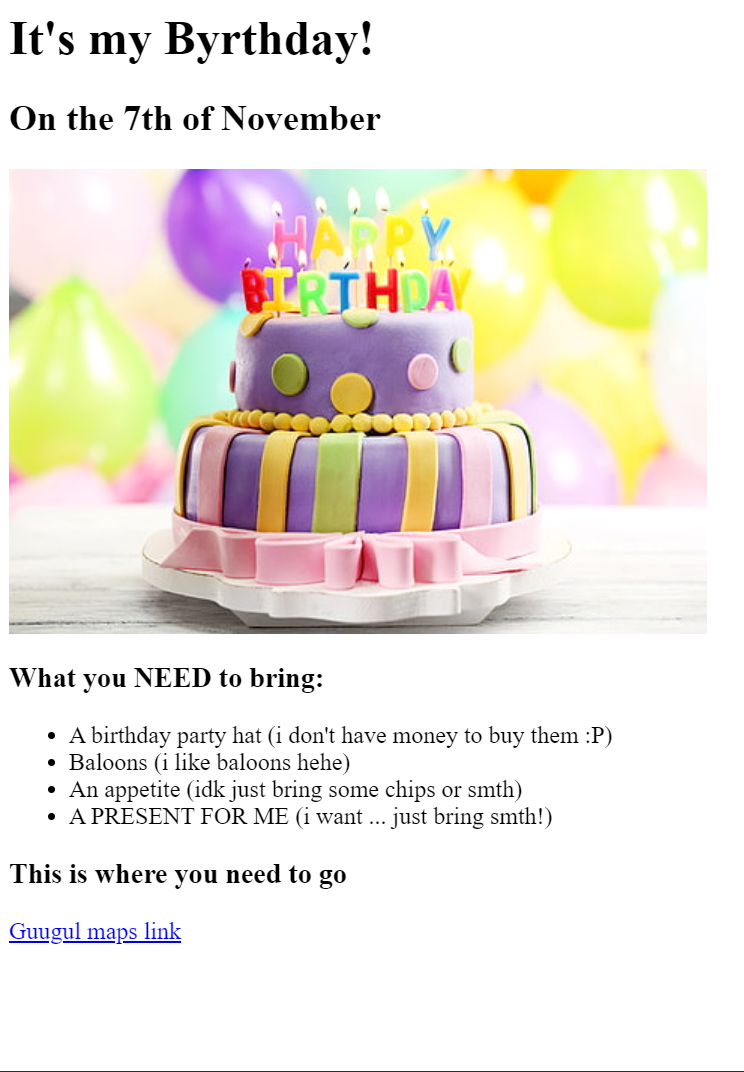 It's my Byrthday!
On the 7th of November
HAPPY
BIRTHDAY
What you NEED to bring:
A birthday party hat (i don't have money to buy them :P)
Baloons (i like baloons hehe)
An appetite (idk just bring some chips or smth)
A PRESENT FOR ME (i want ... just bring smth!)
This is where you need to go
Guugul maps link